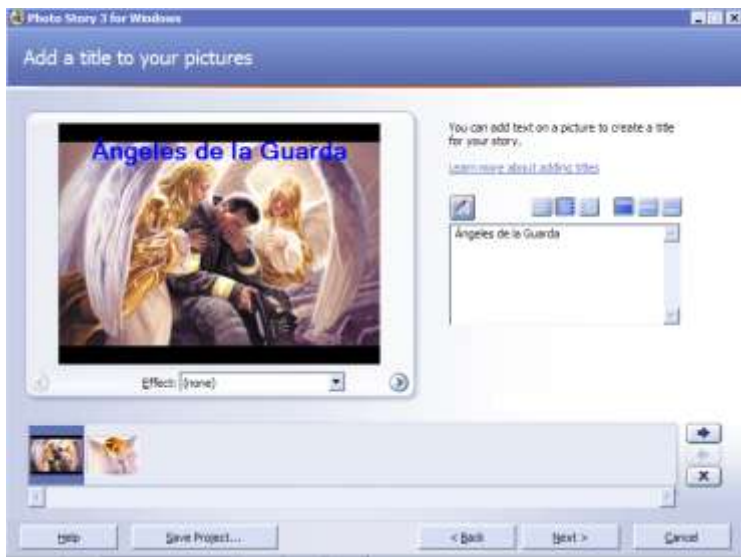 Photo Story 3 for Windows
Add a title to your pictures
Ángeles de la Guarda
You can add text on a picture to create a title
for your story.
Learn more about adding titles
Ángeles de la Guarda
Effect: (none)
Help
Save Project...
< Back
Next >
Cancel